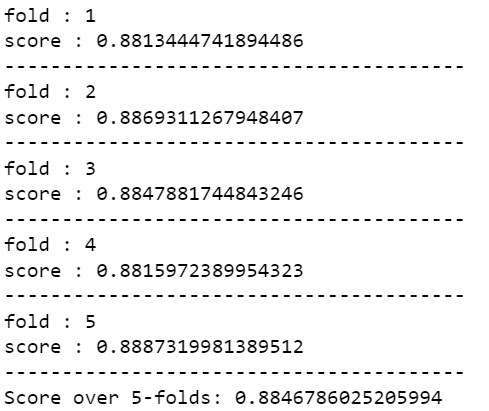 fold : 1
score : 0.8813444741894486
----------------------------------------
fold : 2
score : 0.8869311267948407
----------------------------------------
fold : 3
score : 0.8847881744843246
----------------------------------------
fold : 4
score : 0.8815972389954323
----------------------------------------
fold : 5
score : 0.8887319981389512
----------------------------------------
Score over 5-folds: 0.8846786025205994